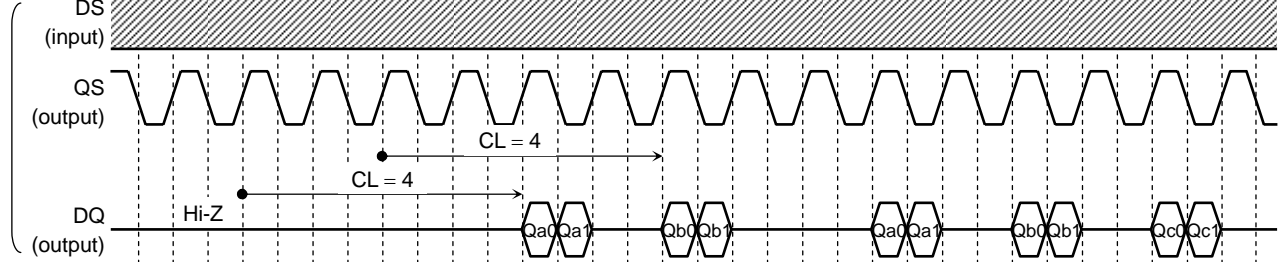 DS
(input)
QS
(output)
CL = 4
CL = 4
Hi-Z
DQ
(output)
Qa0 Qa1 Qb0 Qb1 Qa0 Qa1 Qb0 Qb1 Qc0 Qc1